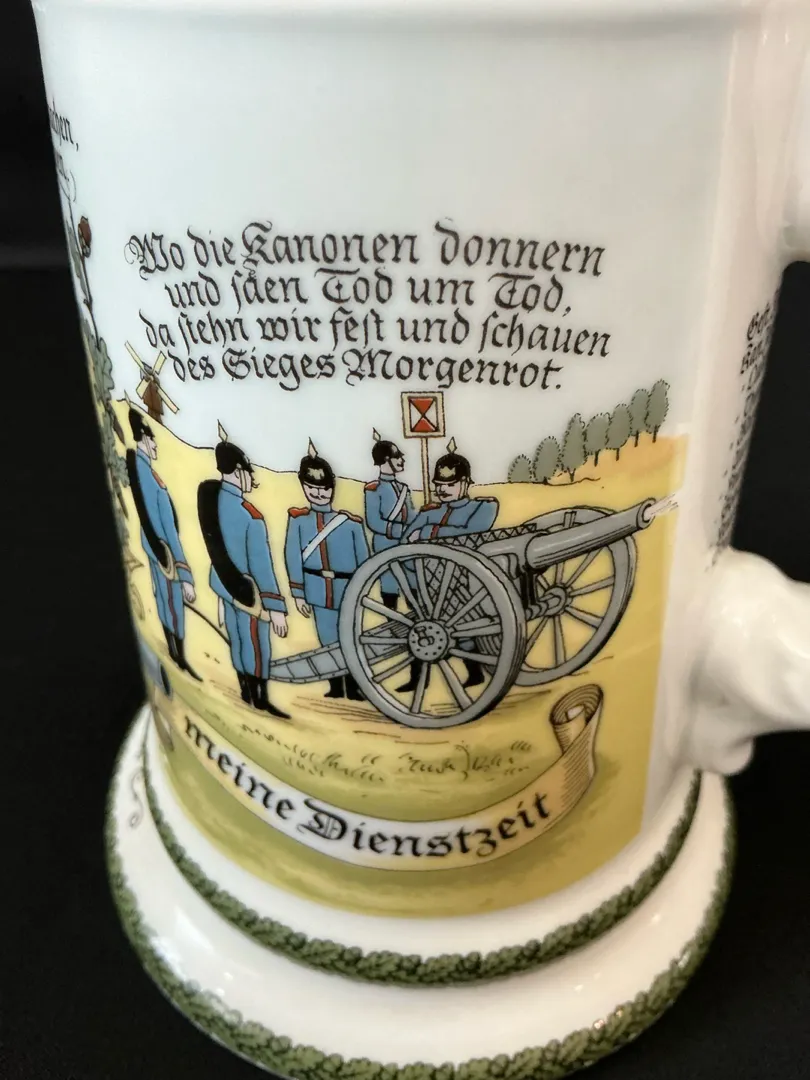 Wo die Kanonen donnern
und säen Tod um Tod,
da stehn wir fest und schauen
des Sieges Morgenrot.
meine Dienstzeit